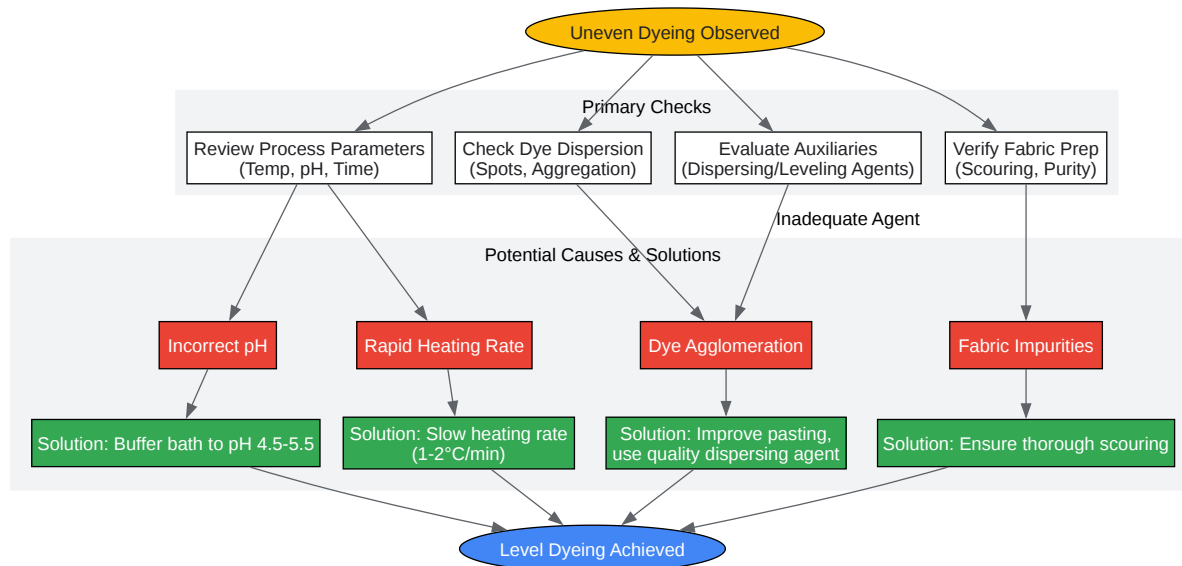 Uneven Dyeing Observed
Primary Checks
Review Process Parameters
(Temp, pH, Time)
Check Dye Dispersion
(Spots, Aggregation)
Evaluate Auxiliaries
(Dispersing/Leveling Agents)
Verify Fabric Prep
(Scouring, Purity)
Inadequate Agent
Potential Causes & Solutions
Incorrect pH
Rapid Heating Rate
Dye Agglomeration
Fabric Impurities
Solution: Buffer bath to pH 4.5-5.5
Solution: Slow heating rate
(1-2°C/min)
Solution: Improve pasting,
use quality dispersing agent
Solution: Ensure thorough scouring
Level Dyeing Achieved